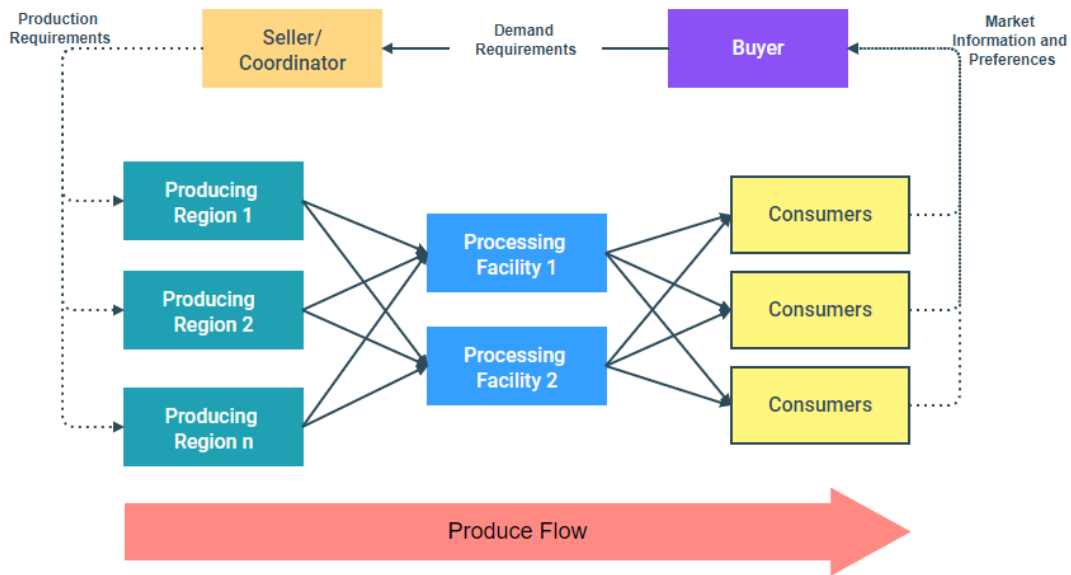 Production
Requirements
Seller/
Coordinator
Demand
Requirements
Buyer
Market
Information and
Preferences
Producing
Region 1
Processing
Facility 1
Consumers
Producing
Region 2
Consumers
Processing
Facility 2
Producing
Region n
Consumers
Produce Flow